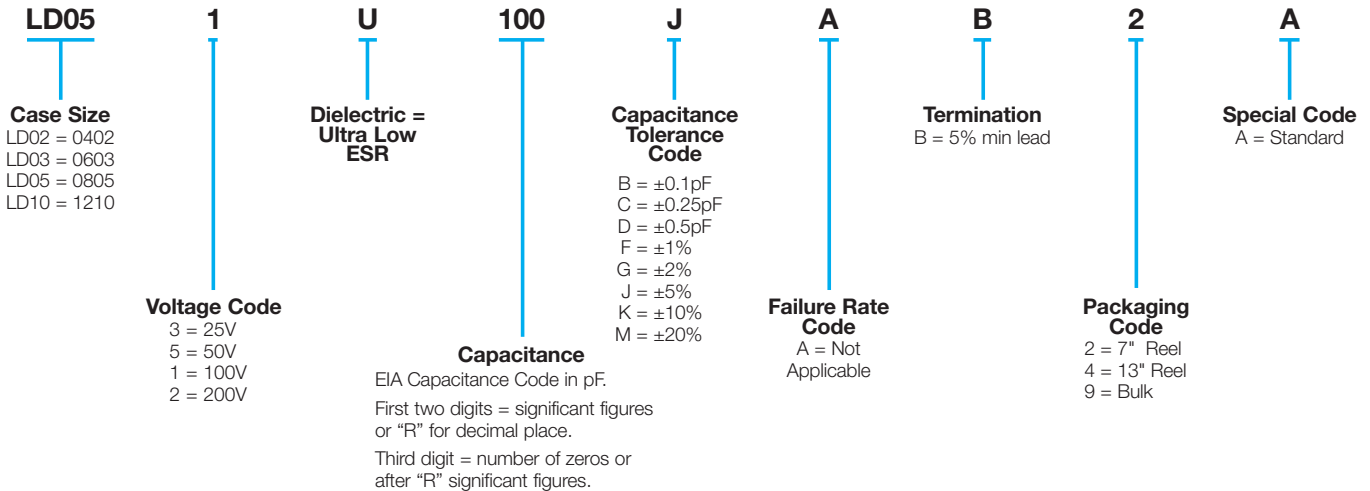 LD05 1 U 100 J A B 2 A
Case Size
LD02 = 0402
LD03 = 0603
LD05 = 0805
LD10 = 1210
Voltage Code
3 = 25V
5 = 50V
1 = 100V
2 = 200V
Dielectric =
Ultra Low
ESR
Capacitance
EIA Capacitance Code in pF.
First two digits = significant figures
or “R” for decimal place.
Third digit = number of zeros or
after “R” significant figures.
Capacitance
Tolerance
Code
B = ±0.1pF
C = ±0.25pF
D = ±0.5pF
F = ±1%
G = ±2%
J = ±5%
K = ±10%
M = ±20%
Failure Rate
Code
A = Not
Applicable
Termination
B = 5% min lead
Packaging
Code
2 = 7" Reel
4 = 13" Reel
9 = Bulk
Special Code
A = Standard